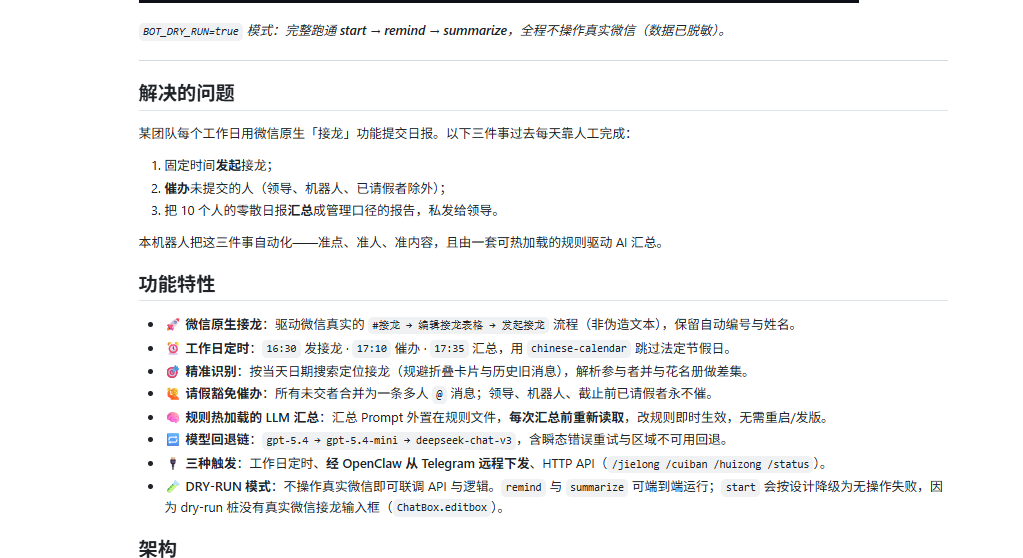 BOT_DRY_RUN=true 模式：完整跑通 start → remind → summarize，全程不操作真实微信（数据已脱敏）。
解决的问题
某团队每个工作日用微信原生「接龙」功能提交日报。以下三件事过去每天靠人工完成：
1. 固定时间发起接龙；
2. 催办未提交的人（领导、机器人、已请假者除外）；
3. 把 10 个人的零散日报汇总成管理口径的报告，私发给领导。
本机器人把这三件事自动化——准点、准人、准内容，且由一套可热加载的规则驱动 AI 汇总。
功能特性
• 🚀 微信原生接龙：驱动微信真实的 #接龙 → 编辑接龙表格 → 发起接龙 流程（非伪造文本），保留自动编号与姓名。
• ⏰ 工作日定时：16:30 发接龙 · 17:10 催办 · 17:35 汇总，用 chinese-calendar 跳过法定节假日。
• 🎯 精准识别：按当天日期搜索定位接龙（规避折叠卡片与历史旧消息），解析参与者并与花名册做差集。
• 🙋 请假豁免催办：所有未交者合并为一条多人 @ 消息；领导、机器人、截止前已请假者永不催。
• 🧠 规则热加载的 LLM 汇总：汇总 Prompt 外置在规则文件，每次汇总前重新读取，改规则即时生效，无需重启/发版。
• 🔁 模型回退链：gpt-5.4 → gpt-5.4-mini → deepseek-chat-v3，含瞬态错误重试与区域不可用回退。
• 🎙 三种触发：工作日定时、经 OpenClaw 从 Telegram 远程下发、HTTP API（ /jielong /cuiban /huizong /status ）。
• 🧪 DRY-RUN 模式：不操作真实微信即可联调 API 与逻辑。remind 与 summarize 可端到端运行；start 会按设计降级为无操作失败，因
为 dry-run 桩没有真实微信接龙输入框（ChatBox.editbox）。
架构